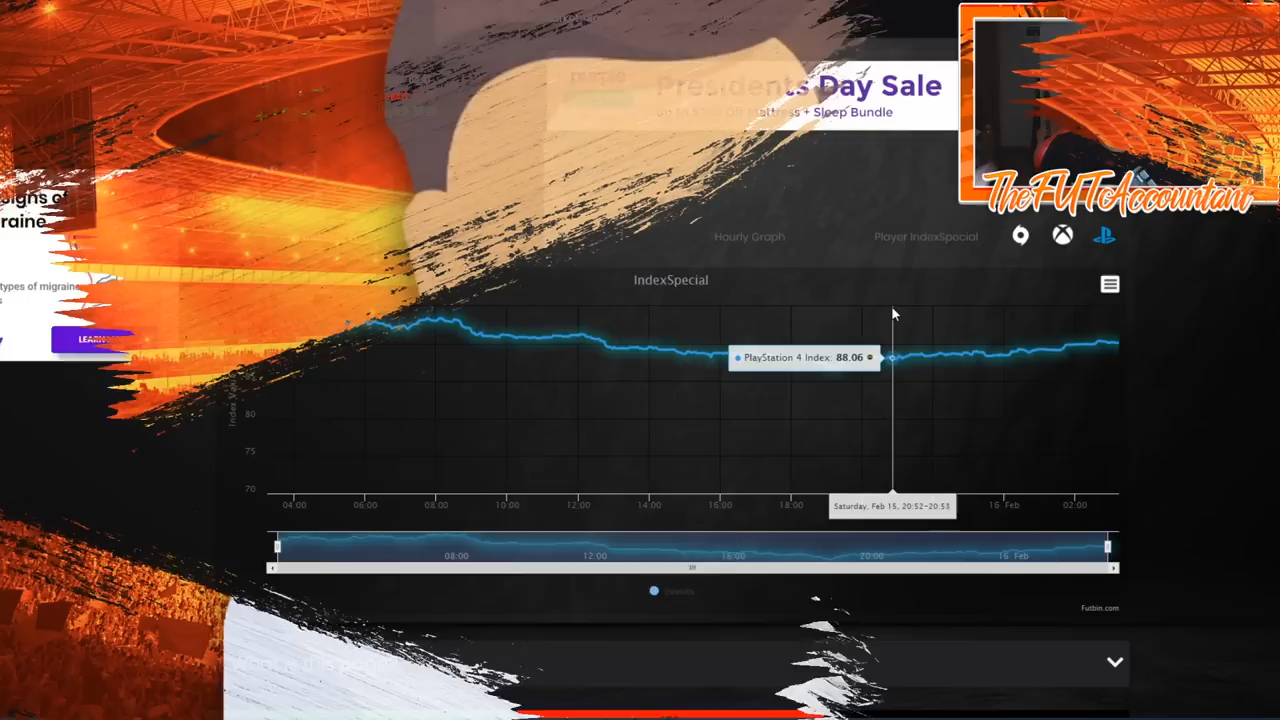 Presidents Day Sale
Mattress + Sleep Bundle
TheFUTAccountant
signs of
raine
types of migraine
LEARN
Hourly Graph
Player IndexSpecial
IndexSpecial
PlayStation 4 Index: 88.06
80
75
70
04:00 06:00 08:00 10:00 12:00 14:00 16:00 18:00 16. Feb 02:00
Saturday, Feb 15, 20:52-20:53
08:00 12:00 16:00 20:00 16. Feb
Futbin.com